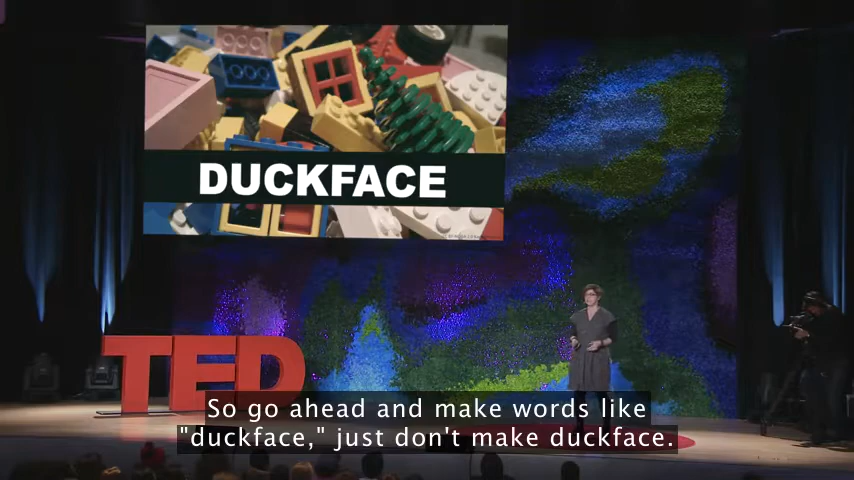 DUCKFACE
TED
So go ahead and make words like
"duckface," just don't make duckface.